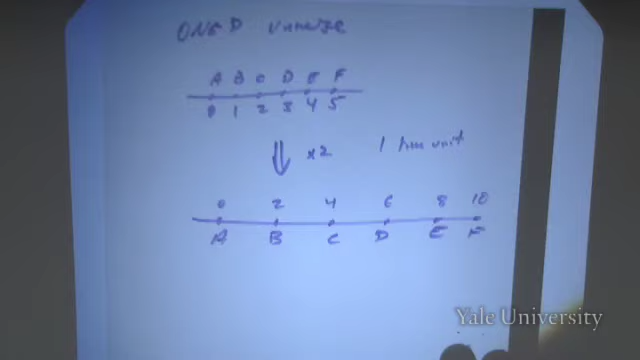 ONE D UNIVERSE
A B C D E F
0 1 2 3 4 5
x2 1 time unit
0 2 4 6 8 10
A B C D E F
Yale University